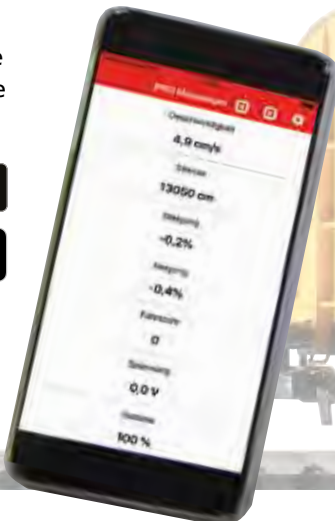 e
e
Messungen
Geschwindigkeit
4,9 cm/s
Strecke
13050 cm
Steigung
-0,2%
Neigung
-0,4%
Fahrstufe
0
Spannung
0,0 V
100 %